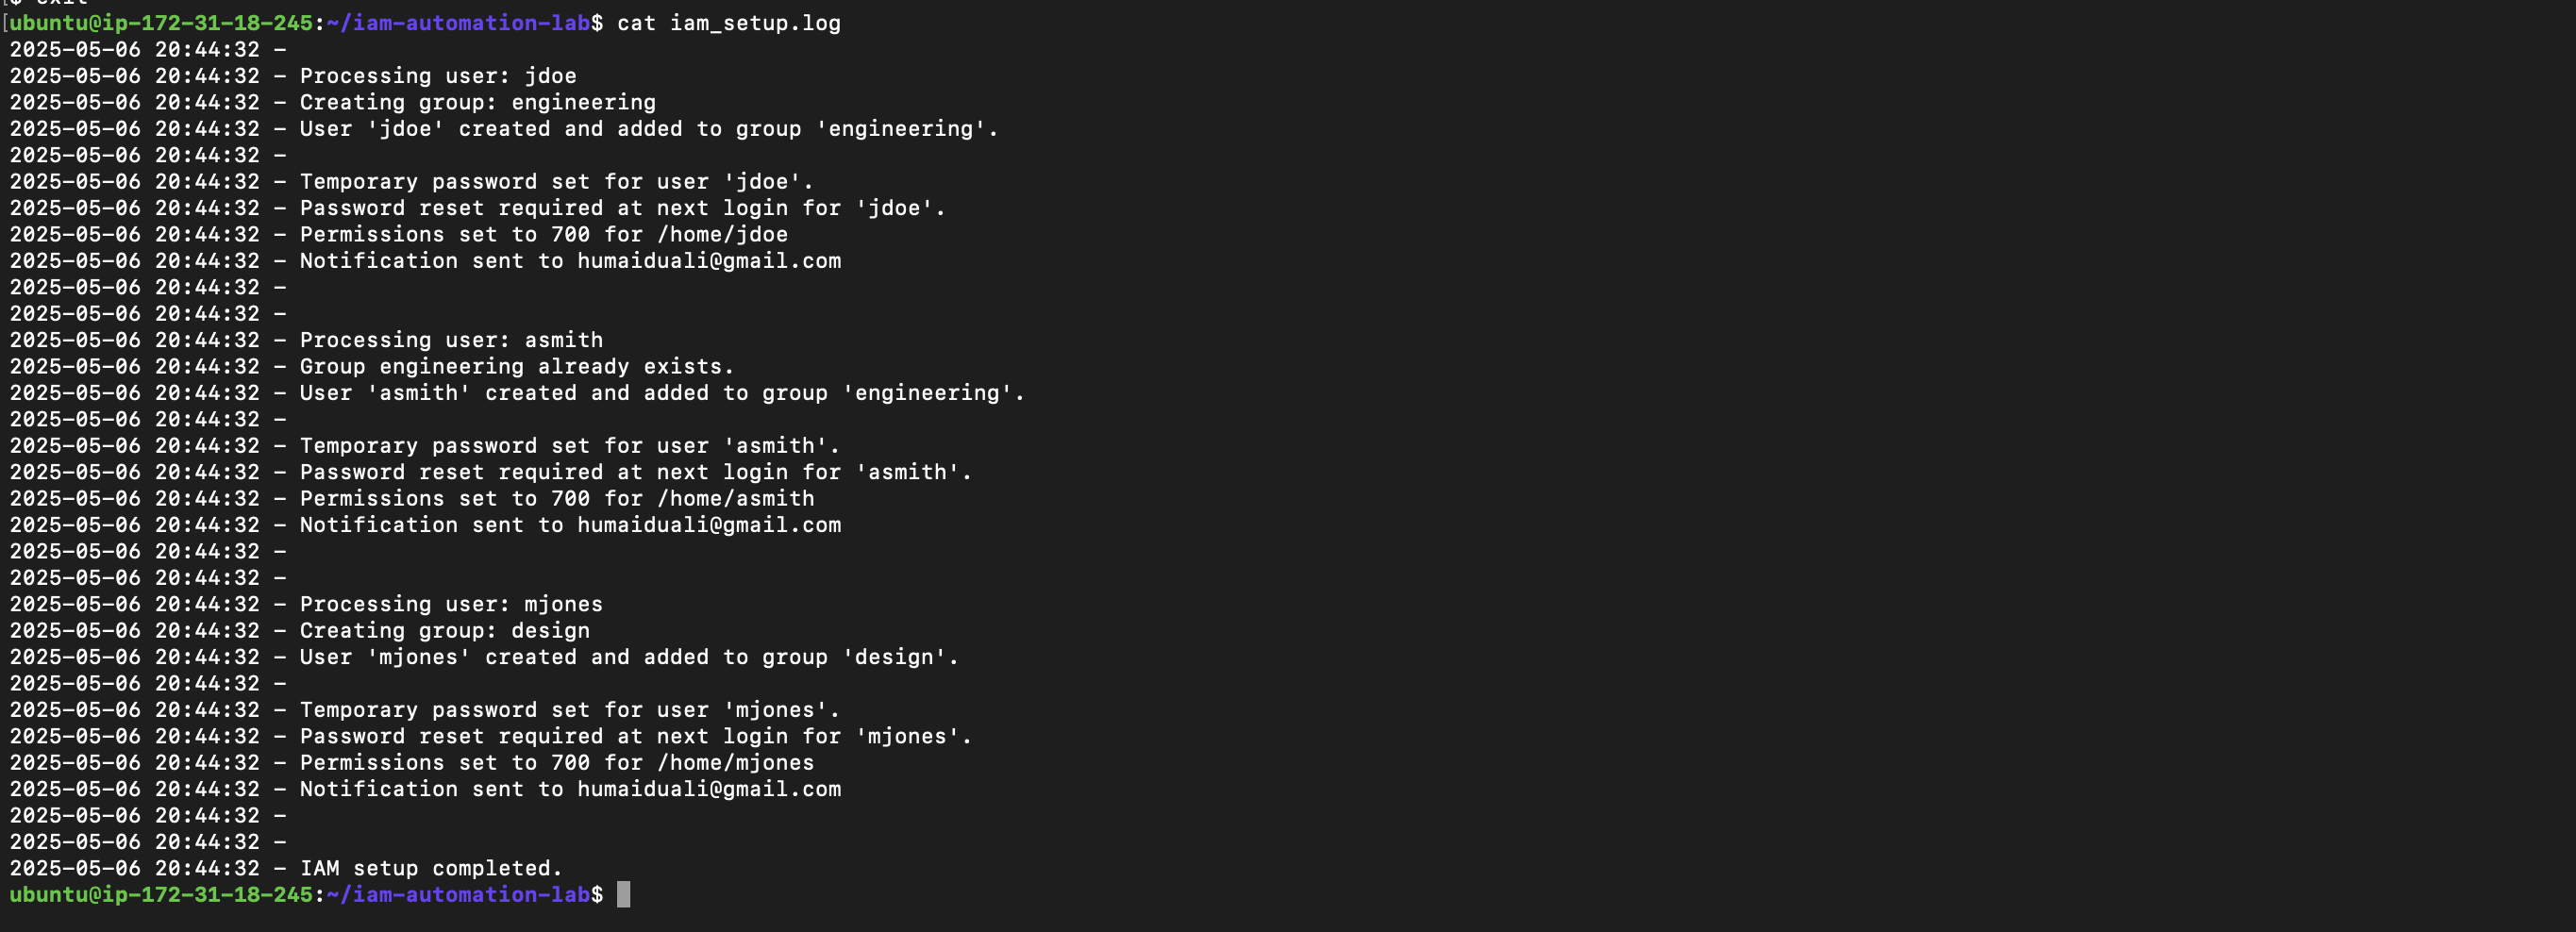 $ exit
[ubuntu@ip-172-31-18-245:~/iam-automation-lab$ cat iam_setup.log
2025-05-06 20:44:32 -
2025-05-06 20:44:32 - Processing user: jdoe
2025-05-06 20:44:32 - Creating group: engineering
2025-05-06 20:44:32 - User 'jdoe' created and added to group 'engineering'.
2025-05-06 20:44:32 -
2025-05-06 20:44:32 - Temporary password set for user 'jdoe'.
2025-05-06 20:44:32 - Password reset required at next login for 'jdoe'.
2025-05-06 20:44:32 - Permissions set to 700 for /home/jdoe
2025-05-06 20:44:32 - Notification sent to humaiduali@gmail.com
2025-05-06 20:44:32 -
2025-05-06 20:44:32 -
2025-05-06 20:44:32 - Processing user: asmith
2025-05-06 20:44:32 - Group engineering already exists.
2025-05-06 20:44:32 - User 'asmith' created and added to group 'engineering'.
2025-05-06 20:44:32 -
2025-05-06 20:44:32 - Temporary password set for user 'asmith'.
2025-05-06 20:44:32 - Password reset required at next login for 'asmith'.
2025-05-06 20:44:32 - Permissions set to 700 for /home/asmith
2025-05-06 20:44:32 - Notification sent to humaiduali@gmail.com
2025-05-06 20:44:32 -
2025-05-06 20:44:32 -
2025-05-06 20:44:32 - Processing user: mjones
2025-05-06 20:44:32 - Creating group: design
2025-05-06 20:44:32 - User 'mjones' created and added to group 'design'.
2025-05-06 20:44:32 -
2025-05-06 20:44:32 - Temporary password set for user 'mjones'.
2025-05-06 20:44:32 - Password reset required at next login for 'mjones'.
2025-05-06 20:44:32 - Permissions set to 700 for /home/mjones
2025-05-06 20:44:32 - Notification sent to humaiduali@gmail.com
2025-05-06 20:44:32 -
2025-05-06 20:44:32 -
2025-05-06 20:44:32 - IAM setup completed.
ubuntu@ip-172-31-18-245:~/iam-automation-lab$